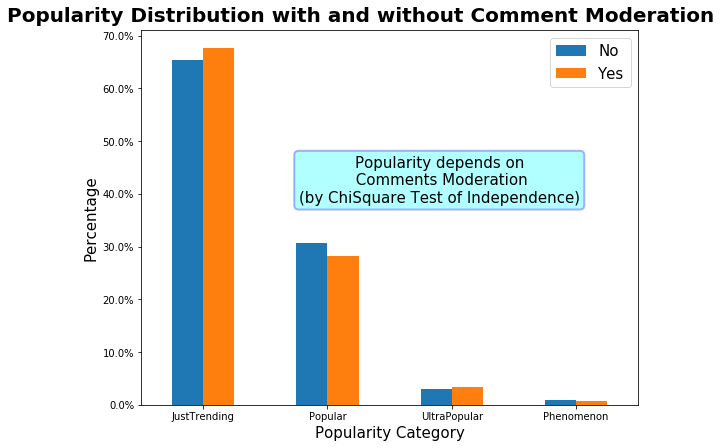 Popularity Distribution with and without Comment Moderation
70.0%
60.0%
50.0%
40.0%
30.0%
20.0%
10.0%
0.0%
Percentage
No
Yes
Popularity depends on
Comments Moderation
(by ChiSquare Test of Independence)
JustTrending
Popular
UltraPopular
Phenomenon
Popularity Category